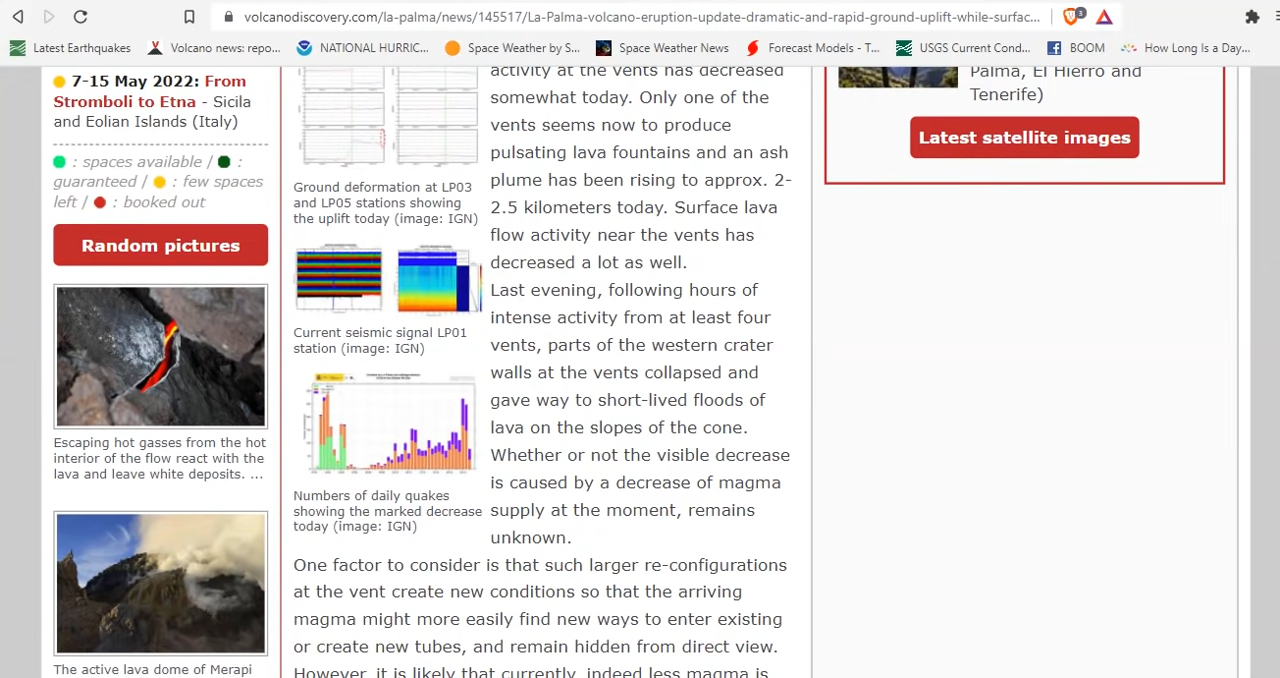 volcanodiscovery.com/la-palma/news/145517/La-Palma-volcano-eruption-update-dramatic-and-rapid-ground-uplift-while-surfac...
3
Latest Earthquakes
Volcano news: repo...
NATIONAL HURRIC...
Space Weather by S...
Space Weather News
Forecast Models - T...
USGS Current Cond...
BOOM
How Long Is a Day...
7-15 May 2022: From
Stromboli to Etna - Sicila
and Eolian Islands (Italy)
: spaces available / :
guaranteed / : few spaces
left / : booked out
Random pictures
Escaping hot gasses from the hot
interior of the flow react with the
lava and leave white deposits. ...
The active lava dome of Merapi
Ground deformation at LP03
and LP05 stations showing
the uplift today (image: IGN)
Current seismic signal LP01
station (image: IGN)
Numbers of daily quakes
showing the marked decrease
today (image: IGN)
activity at the vents has decreased
somewhat today. Only one of the
vents seems now to produce
pulsating lava fountains and an ash
plume has been rising to approx. 2-
2.5 kilometers today. Surface lava
flow activity near the vents has
decreased a lot as well.
Last evening, following hours of
intense activity from at least four
vents, parts of the western crater
walls at the vents collapsed and
gave way to short-lived floods of
lava on the slopes of the cone.
Whether or not the visible decrease
is caused by a decrease of magma
supply at the moment, remains
unknown.
One factor to consider is that such larger re-configurations
at the vent create new conditions so that the arriving
magma might more easily find new ways to enter existing
or create new tubes, and remain hidden from direct view.
However, it is likely that currently, indeed less magma is
Palma, El Hierro and
Tenerife)
Latest satellite images